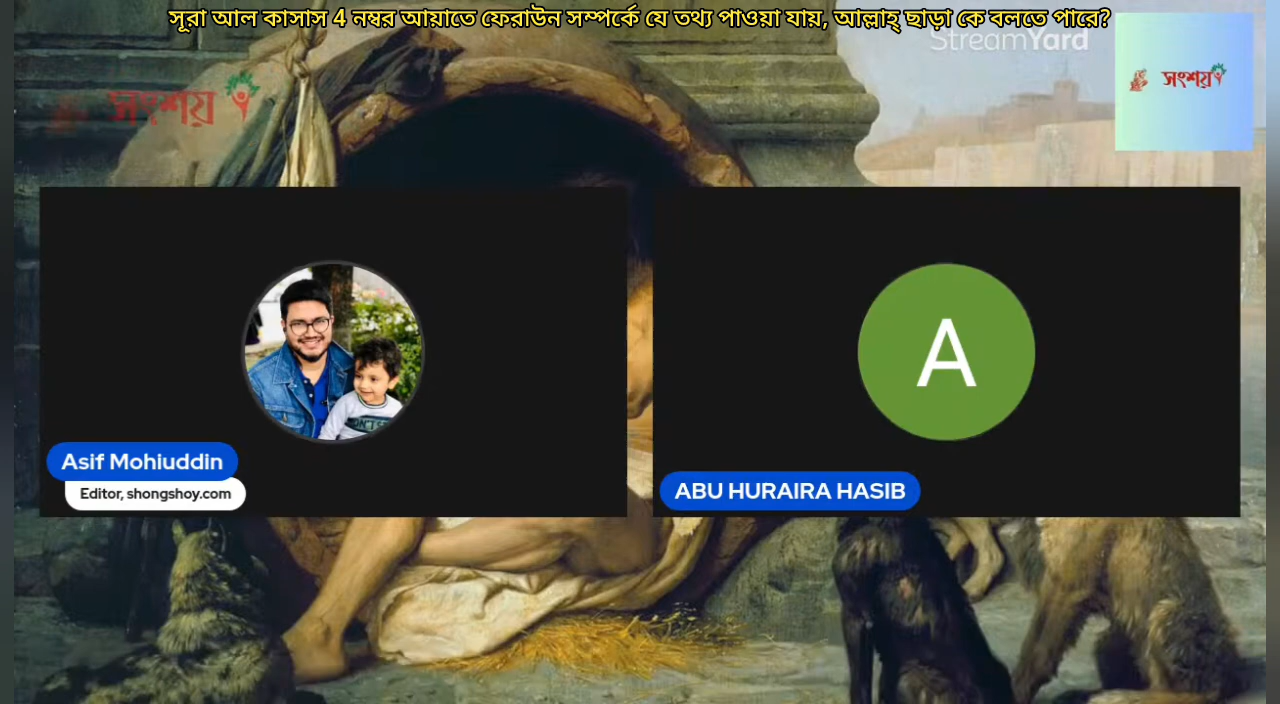 সূরা আল কাসাস 4 নম্বর আয়াতে ফেরাউন সম্পর্কে যে তথ্য পাওয়া যায়, আল্লাহ্ ছাড়া কে বলতে পারে?
StreamYard
সংশয়
সংশয়
A
Asif Mohiuddin
Editor, shongshoy.com
ABU HURAIRA HASIB